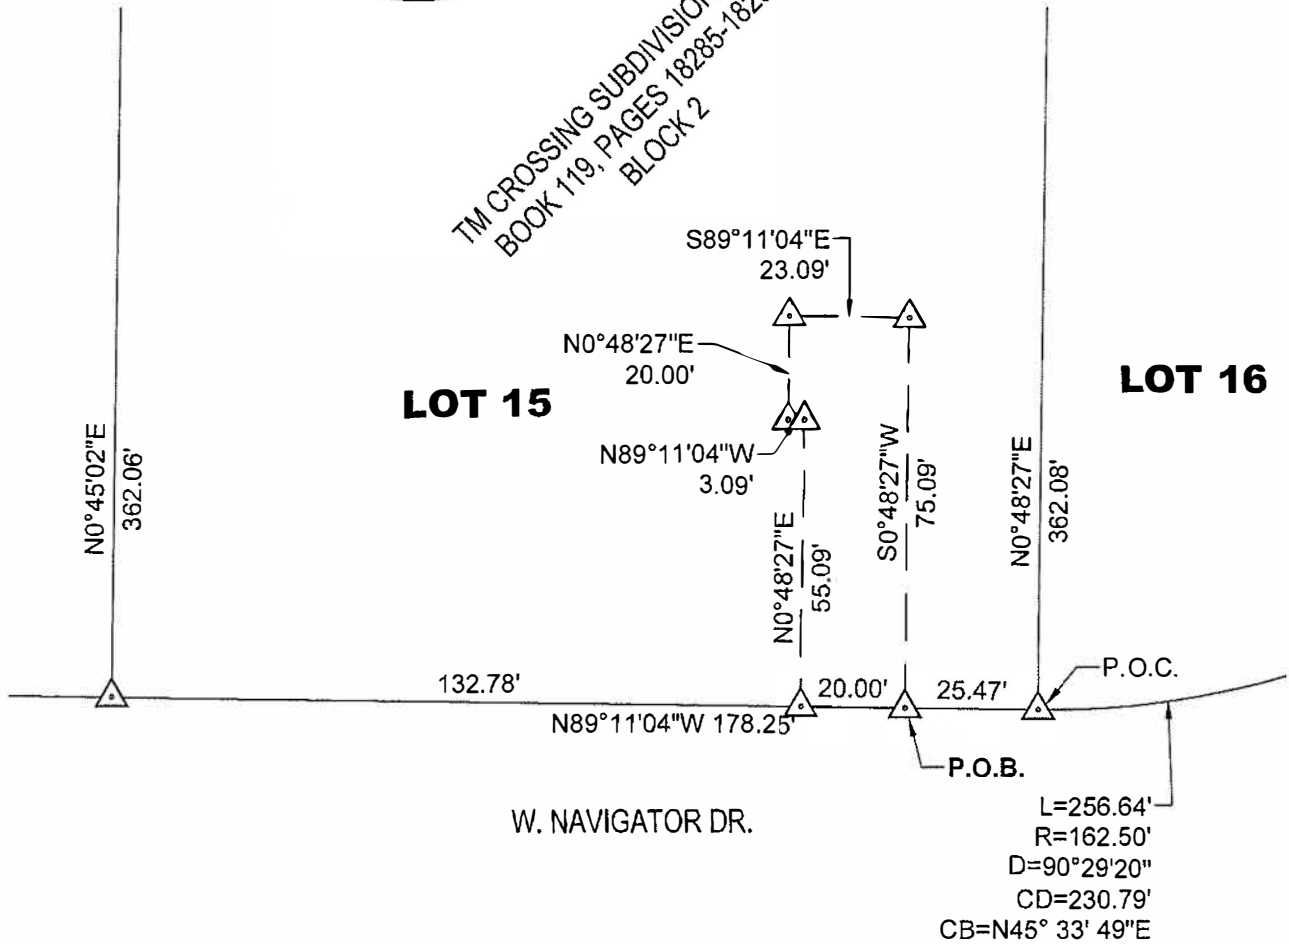 TM CROSSING SUBDIVISION
BOOK 119, PAGES
BLOCK 2
S89°11'04"E
23.09'
N0°48'27"E
20.00'
LOT 15
LOT 16
N89°11'04"W
3.09'
N0°45'02"E
362.06'
N0°48'27"E
55.09'
S0°48'27"W
75.09'
N0°48'27"E
362.08'
P.O.C.
132.78'
20.00'
25.47'
N89°11'04"W 178.25'
P.O.B.
W. NAVIGATOR DR.
L=256.64'
R=162.50'
D=90°29'20"
CD=230.79'
CB=N45° 33' 49"E